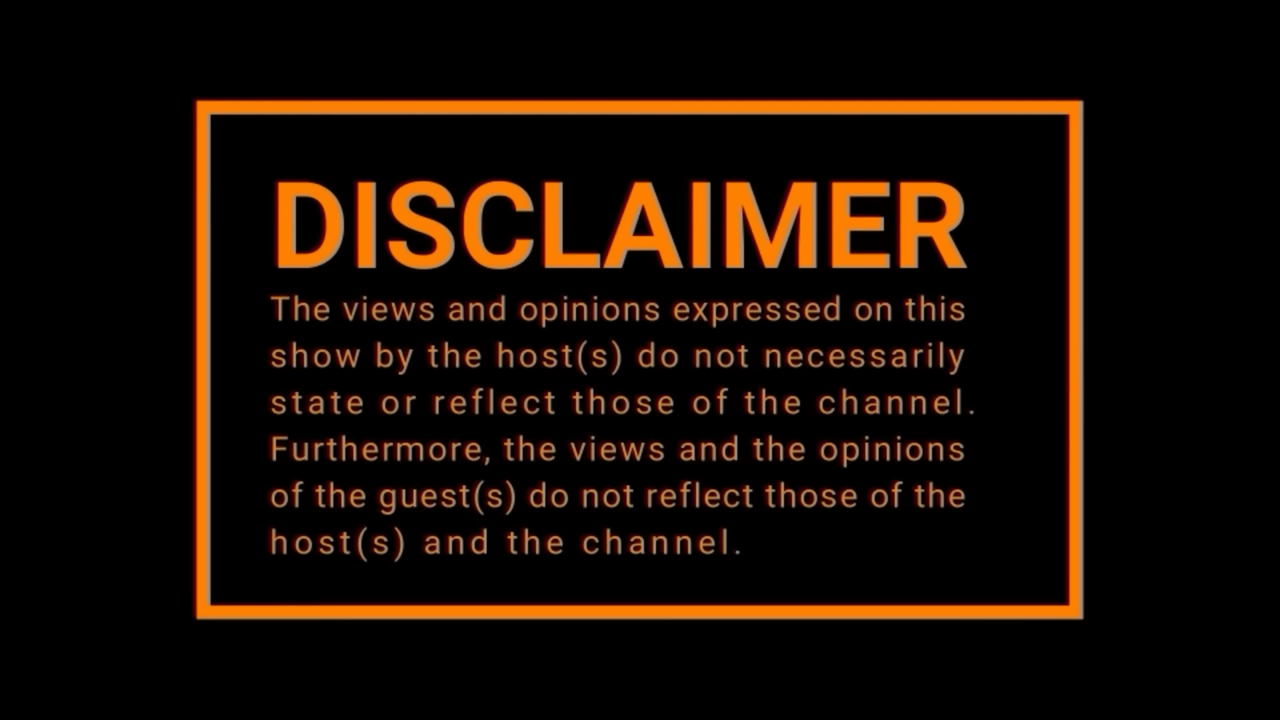 DISCLAIMER
The views and opinions expressed on this
show by the host(s) do not necessarily
state or reflect those of the channel.
Furthermore, the views and the opinions
of the guest(s) do not reflect those of the
host(s) and the channel.